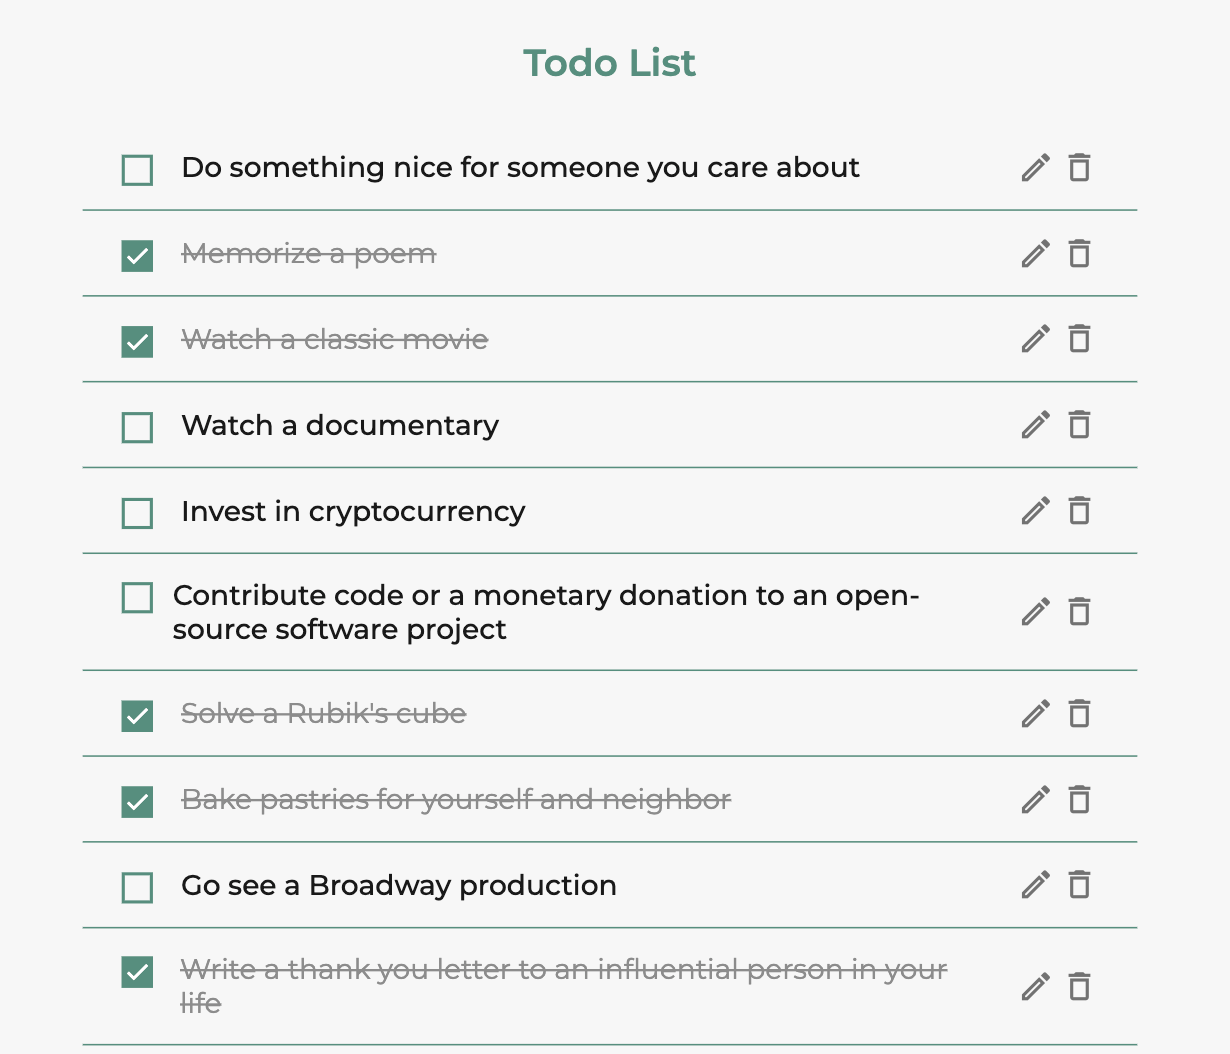 Todo List
Do something nice for someone you care about
Memorize a poem
Watch a classic movie
Watch a documentary
Invest in cryptocurrency
Contribute code or a monetary donation to an open-
source software project
Solve a Rubik's cube
Bake pastries for yourself and neighbor
Go see a Broadway production
Write a thank you letter to an influential person in your
life